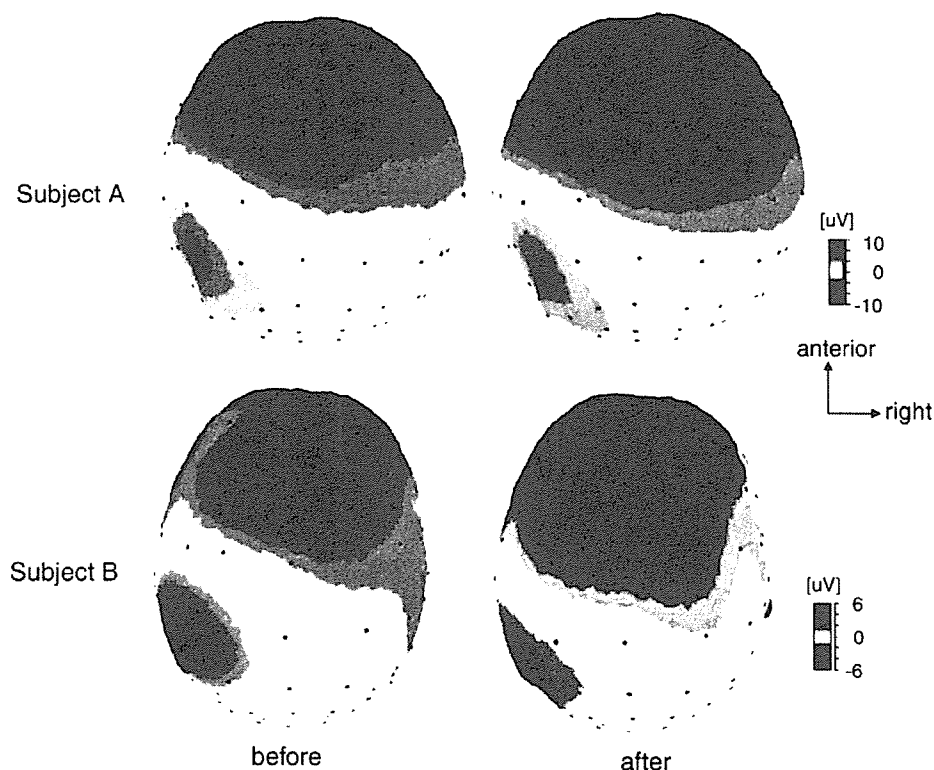 Subject A
[uV]
10
0
-10
anterior
right
Subject B
[uV]
6
0
-6
before
after